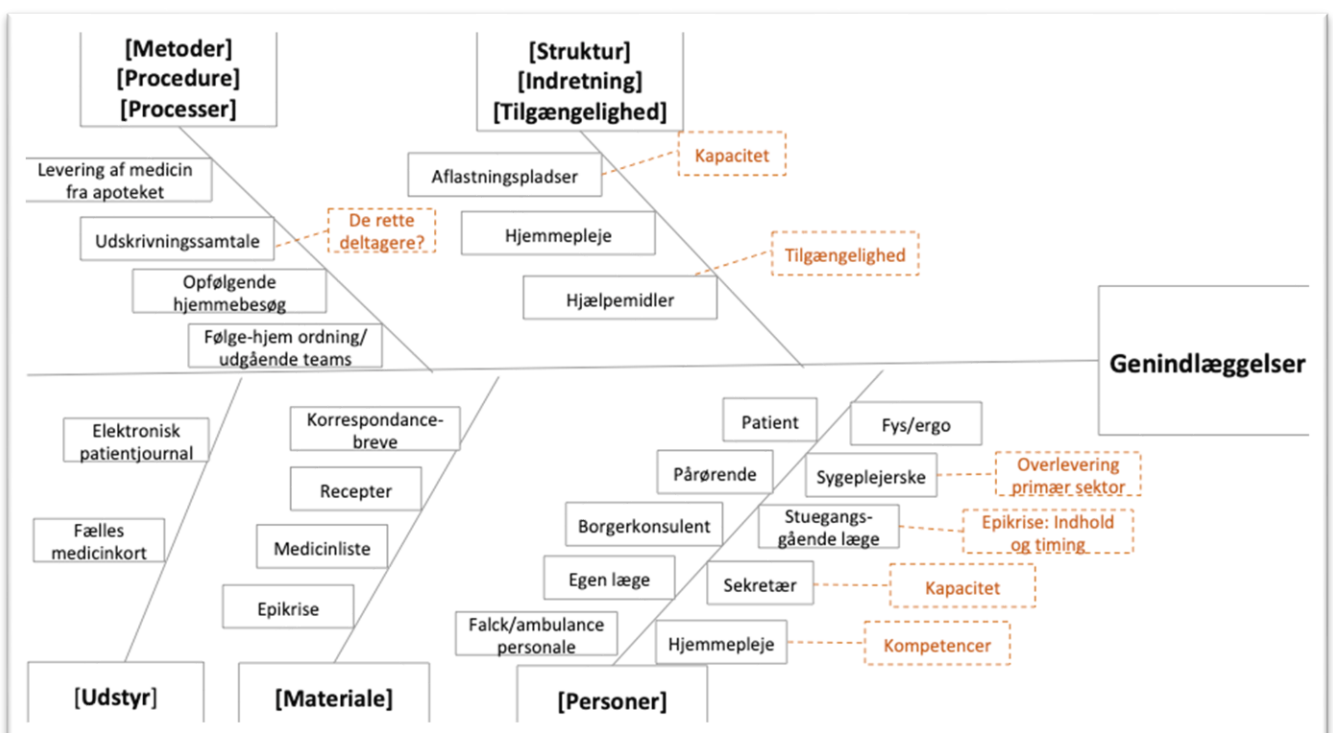 [Metoder]
[Procedure]
[Processer]
Levering af medicin
fra apoteket
Udskrivningssamtale
De rette
deltagere?
Opfølgende
hjemmebesøg
Følge-hjem ordning/
udgående teams
[Struktur]
[Indretning]
[Tilgængelighed]
Aflastningspladser
Kapacitet
Hjemmepleje
Tilgængelighed
Hjælpemidler
Genindlæggelser
Elektronisk
patientjournal
Fælles
medicinkort
[Udstyr]
Korrespondance-
breve
Recepter
Medicinliste
Epikrise
[Materiale]
Patient
Pårørende
Borgerkonsulent
Egen læge
Falck/ambulance
personale
Fys/ergo
Sygeplejerske
Overlevering
primær sektor
Stuegangs-
gående læge
Epikrise: Indhold
og timing
Sekretær
Kapacitet
Hjemmepleje
Kompetencer
[Personer]